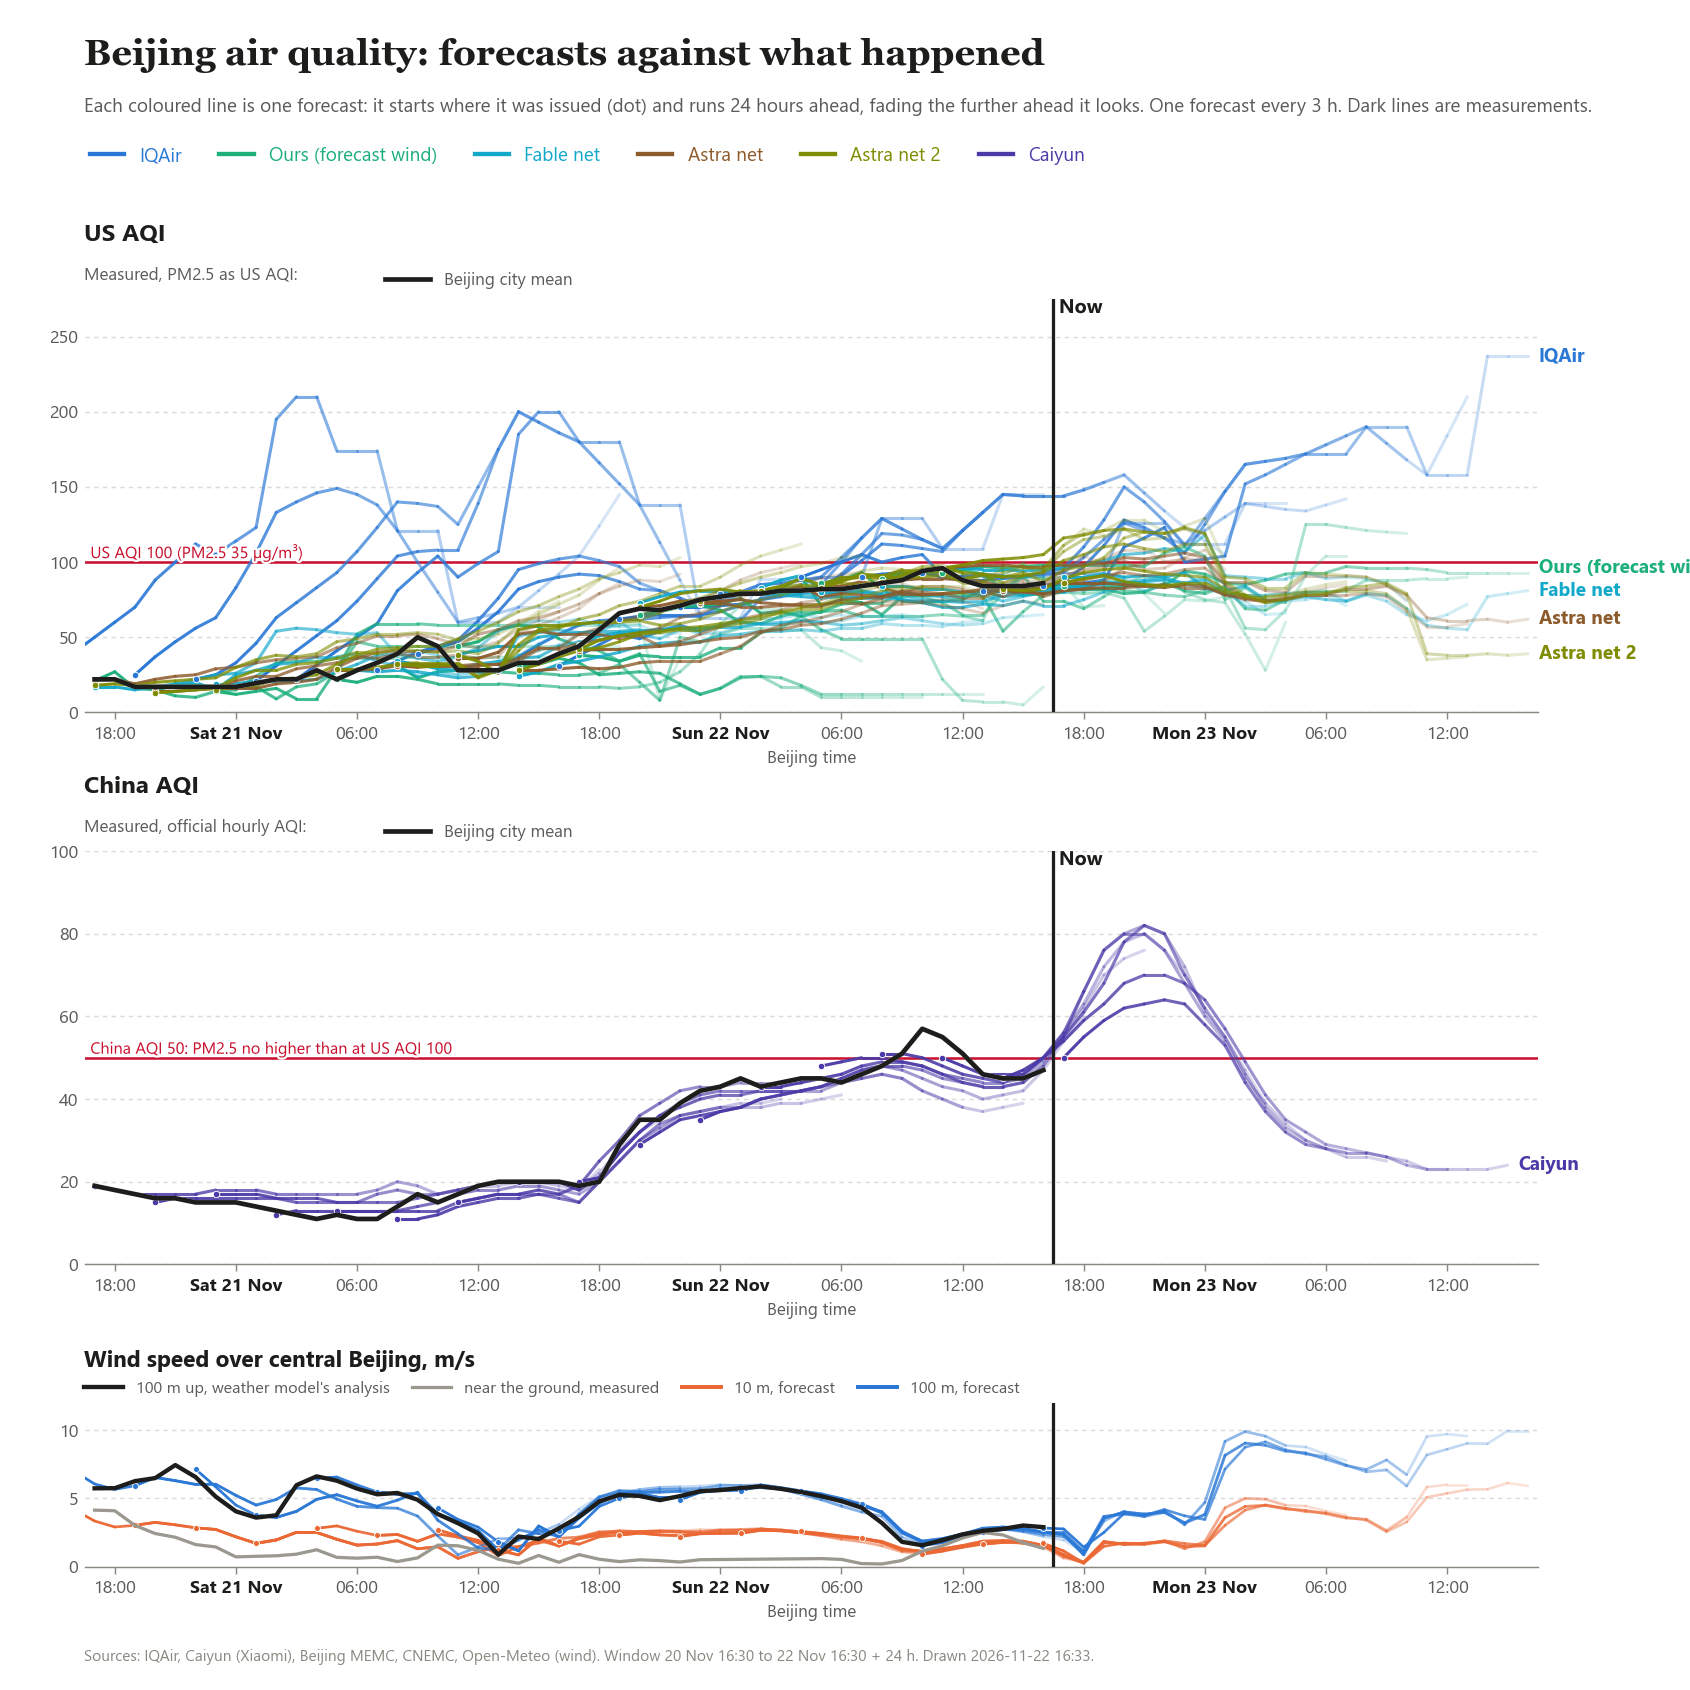 Beijing air quality: forecasts against what happened
Each coloured line is one forecast: it starts where it was issued (dot) and runs 24 hours ahead, fading the further ahead it looks. One forecast every 3 h. Dark lines are measurements.
IQAir Ours (forecast wind) Fable net Astra net Astra net 2 Caiyun
US AQI
Measured, PM2.5 as US AQI: Beijing city mean
Now
250
IQAir
200
150
US AQI 100 (PM2.5 35 µg/m³)
100
Ours (forecast wi
Fable net
Astra net
50
Astra net 2
0
18:00 Sat 21 Nov 06:00 12:00 18:00 Sun 22 Nov 06:00 12:00 18:00 Mon 23 Nov 06:00 12:00
Beijing time
China AQI
Measured, official hourly AQI: Beijing city mean
100
Now
80
60
China AQI 50: PM2.5 no higher than at US AQI 100
40
20
Caiyun
0
18:00 Sat 21 Nov 06:00 12:00 18:00 Sun 22 Nov 06:00 12:00 18:00 Mon 23 Nov 06:00 12:00
Beijing time
Wind speed over central Beijing, m/s
100 m up, weather model's analysis near the ground, measured 10 m, forecast 100 m, forecast
10
5
0
18:00 Sat 21 Nov 06:00 12:00 18:00 Sun 22 Nov 06:00 12:00 18:00 Mon 23 Nov 06:00 12:00
Beijing time
Sources: IQAir, Caiyun (Xiaomi), Beijing MEMC, CNEMC, Open-Meteo (wind). Window 20 Nov 16:30 to 22 Nov 16:30 + 24 h. Drawn 2026-11-22 16:33.